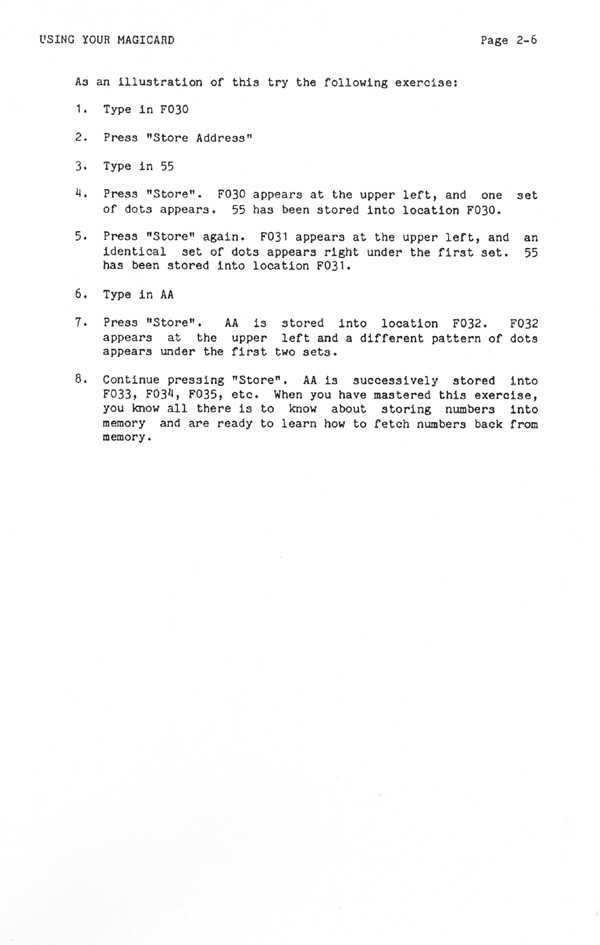 USING YOUR MAGICARD Page 2-6
As an illustration of this try the following exercise:
1. Type in F030
2. Press "Store Address"
3. Type in 55
4. Press "Store". F030 appears at the upper left, and one set
of dots appears. 55 has been stored into location F030.
5. Press "Store" again. F031 appears at the upper left, and an
identical set of dots appears right under the first set. 55
has been stored into location F031.
6. Type in AA
7. Press "Store". AA is stored into location F032. F032
appears at the upper left and a different pattern of dots
appears under the first two sets.
8. Continue pressing "Store". AA is successively stored into
F033, F034, F035, etc. When you have mastered this exercise,
you know all there is to know about storing numbers into
memory and are ready to learn how to fetch numbers back from
memory.